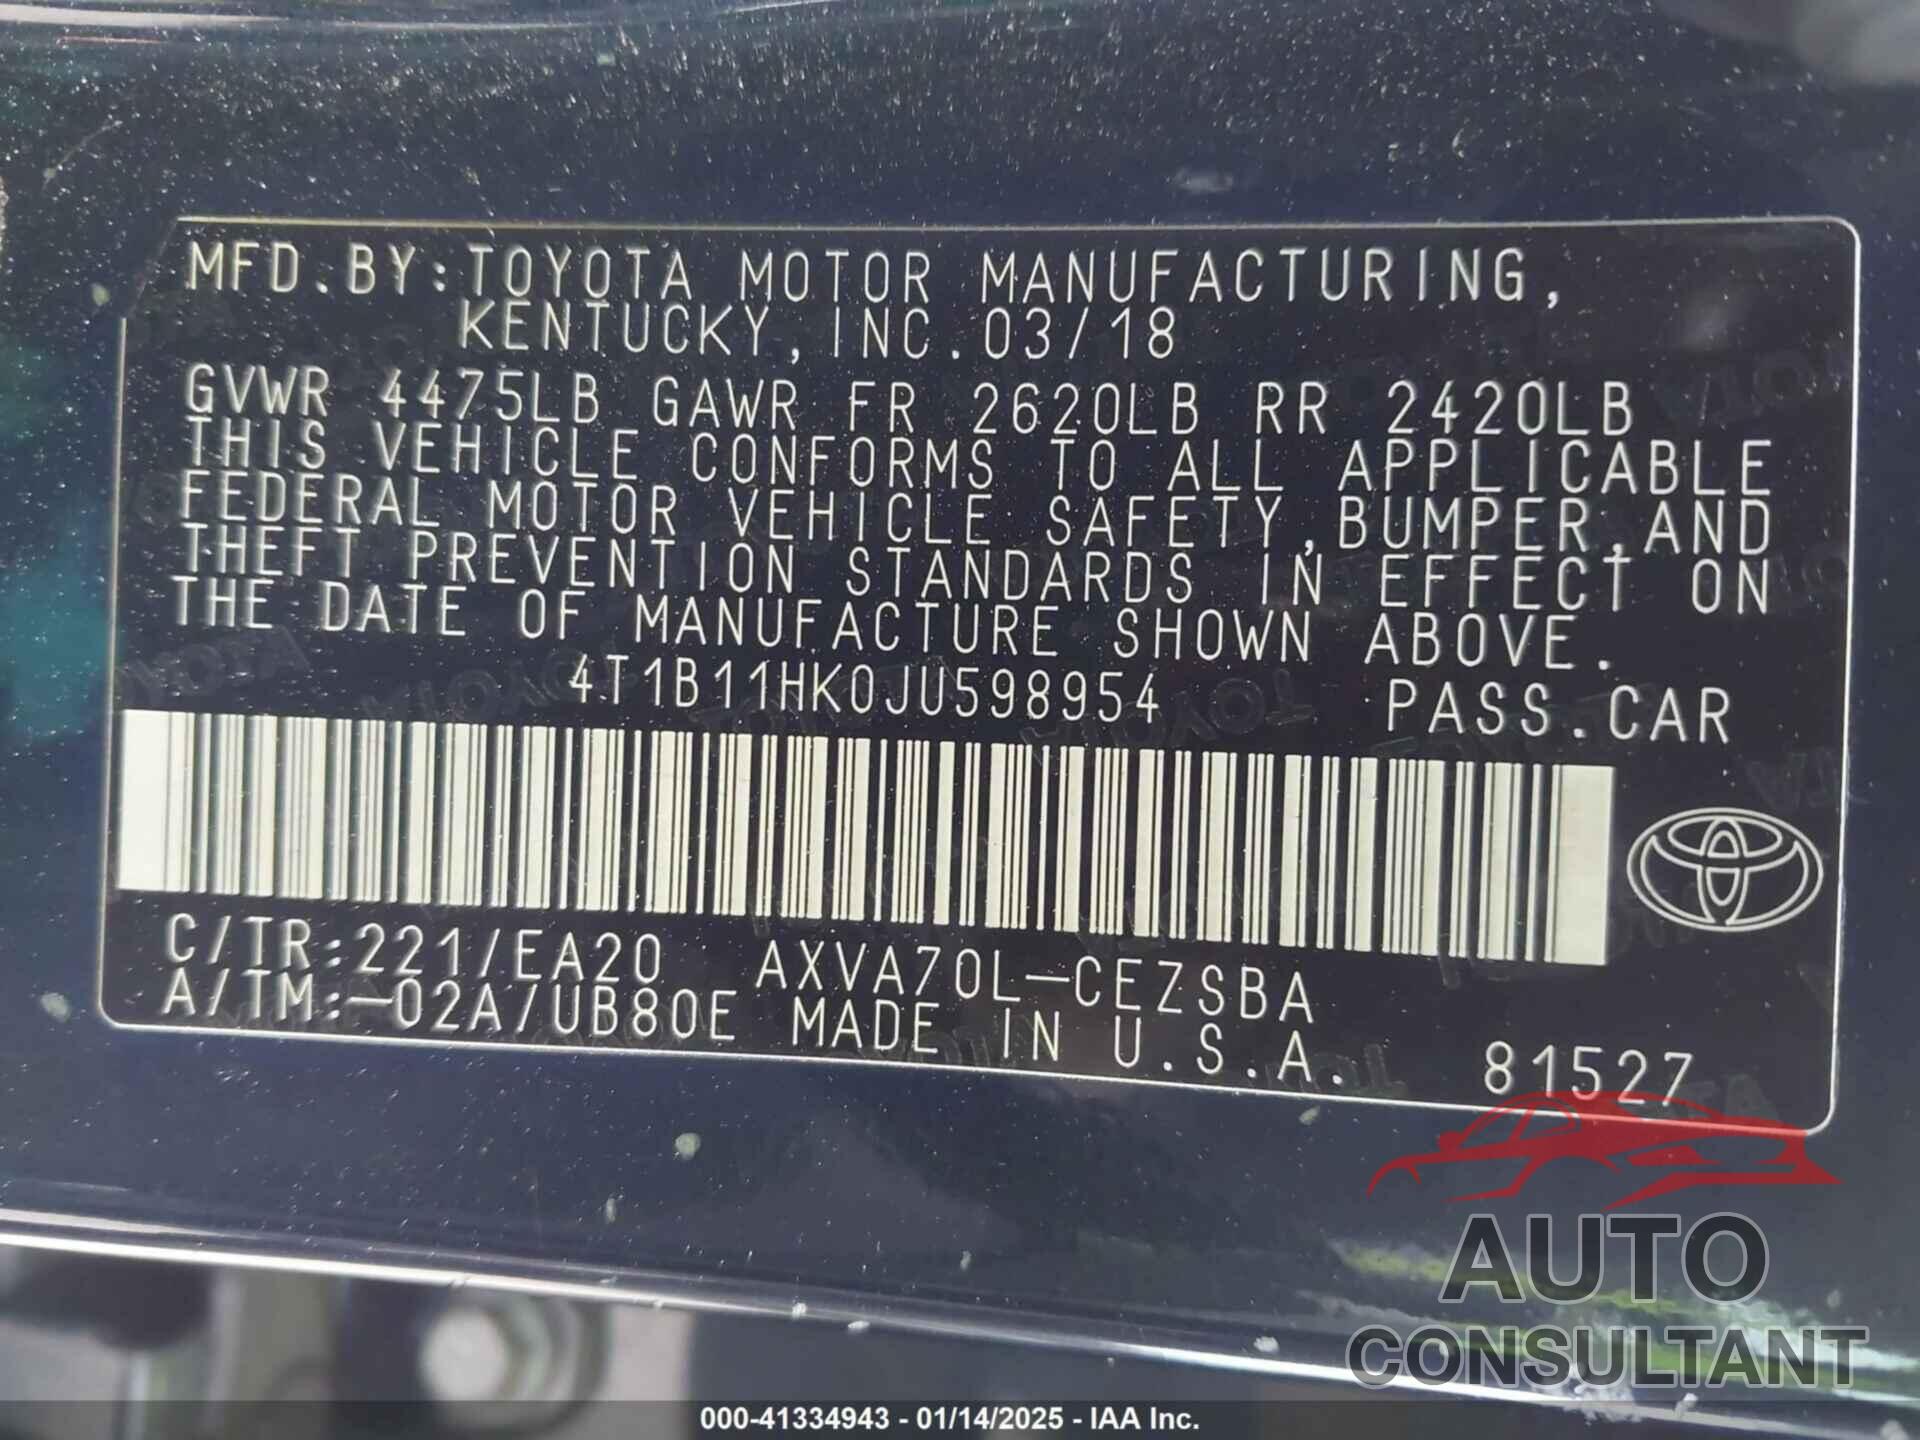 MFD.BY:TOYOTA MOTOR MANUFACTURING,
KENTUCKY,INC.03/18
GVWR 4475LB GAWR FR 2620LB RR 2420LB
THIS VEHICLE CONFORMS TO ALL APPLICABLE
FEDERAL MOTOR VEHICLE SAFETY,BUMPER,AND
THEFT PREVENTION STANDARDS IN EFFECT ON
THE DATE OF MANUFACTURE SHOWN ABOVE.
4T1B11HK0JU598954 PASS.CAR
C/TR:221/EA20 AXVA70L-CEZSBA
A/TM:-02A/UB80E MADE IN U.S.A. 81527
AUTO
CONSULTANT
000-41334943 - 01/14/2025 - IAA Inc.